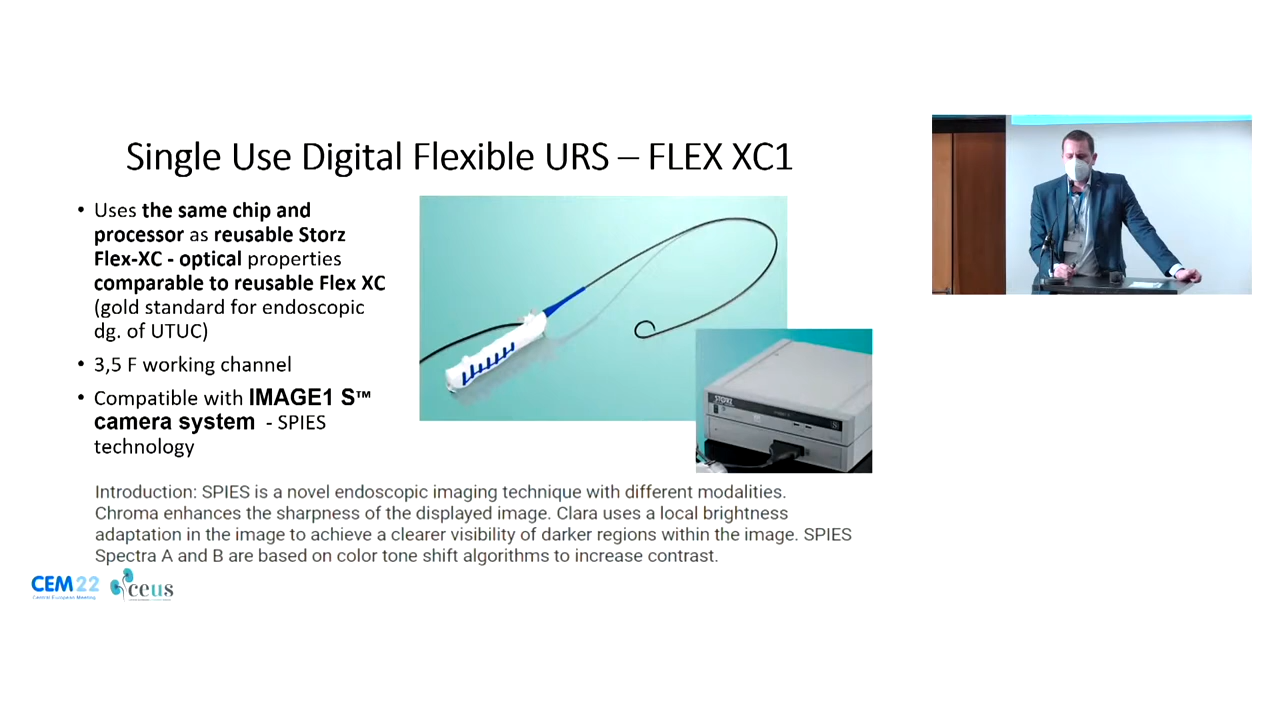 Single Use Digital Flexible URS – FLEX XC1
• Uses the same chip and
processor as reusable Storz
Flex-XC - optical properties
comparable to reusable Flex XC
(gold standard for endoscopic
dg. of UTUC)
• 3,5 F working channel
• Compatible with IMAGE1 S™
camera system - SPIES
technology
STORZ
Introduction: SPIES is a novel endoscopic imaging technique with different modalities.
Chroma enhances the sharpness of the displayed image. Clara uses a local brightness
adaptation in the image to achieve a clearer visibility of darker regions within the image. SPIES
Spectra A and B are based on color tone shift algorithms to increase contrast.
CEM22
Central European Meeting
ceus